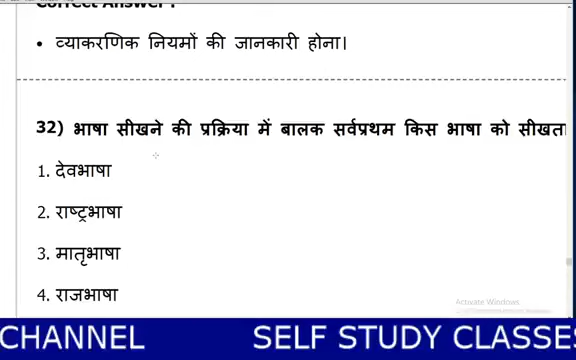 Correct Answer :
• व्याकरणिक नियमों की जानकारी होना।
32) भाषा सीखने की प्रक्रिया में बालक सर्वप्रथम किस भाषा को सीखता
1. देवभाषा
2. राष्ट्रभाषा
3. मातृभाषा
4. राजभाषा
Activate Windows
CHANNEL SELF STUDY CLASSES